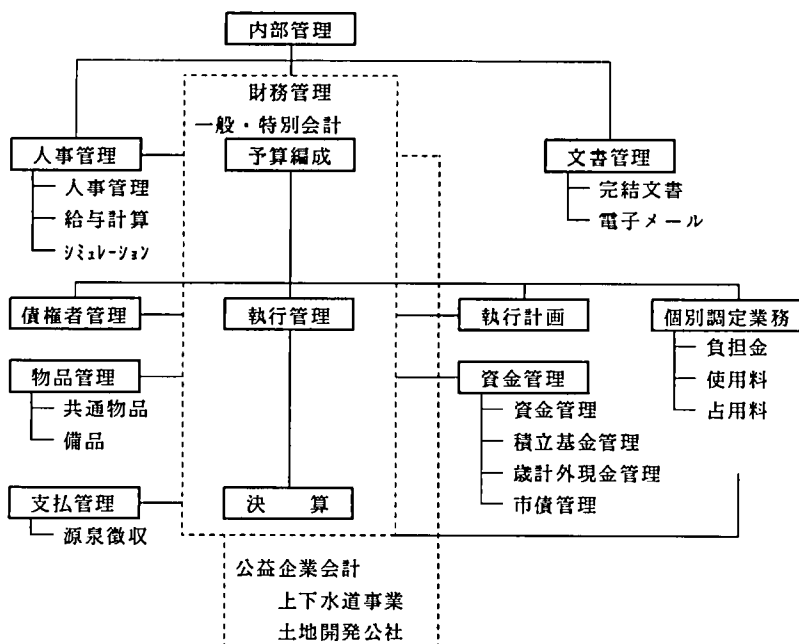 内部管理
財務管理
一般・特別会計
人事管理
予算編成
文書管理
人事管理
給与計算
シミュレーション
完結文書
電子メール
債権者管理
執行管理
執行計画
個別調定業務
負担金
使用料
占用料
物品管理
共通物品
備品
資金管理
資金管理
積立基金管理
歳計外現金管理
市債管理
支払管理
源泉徴収
決 算
公益企業会計
上下水道事業
土地開発公社